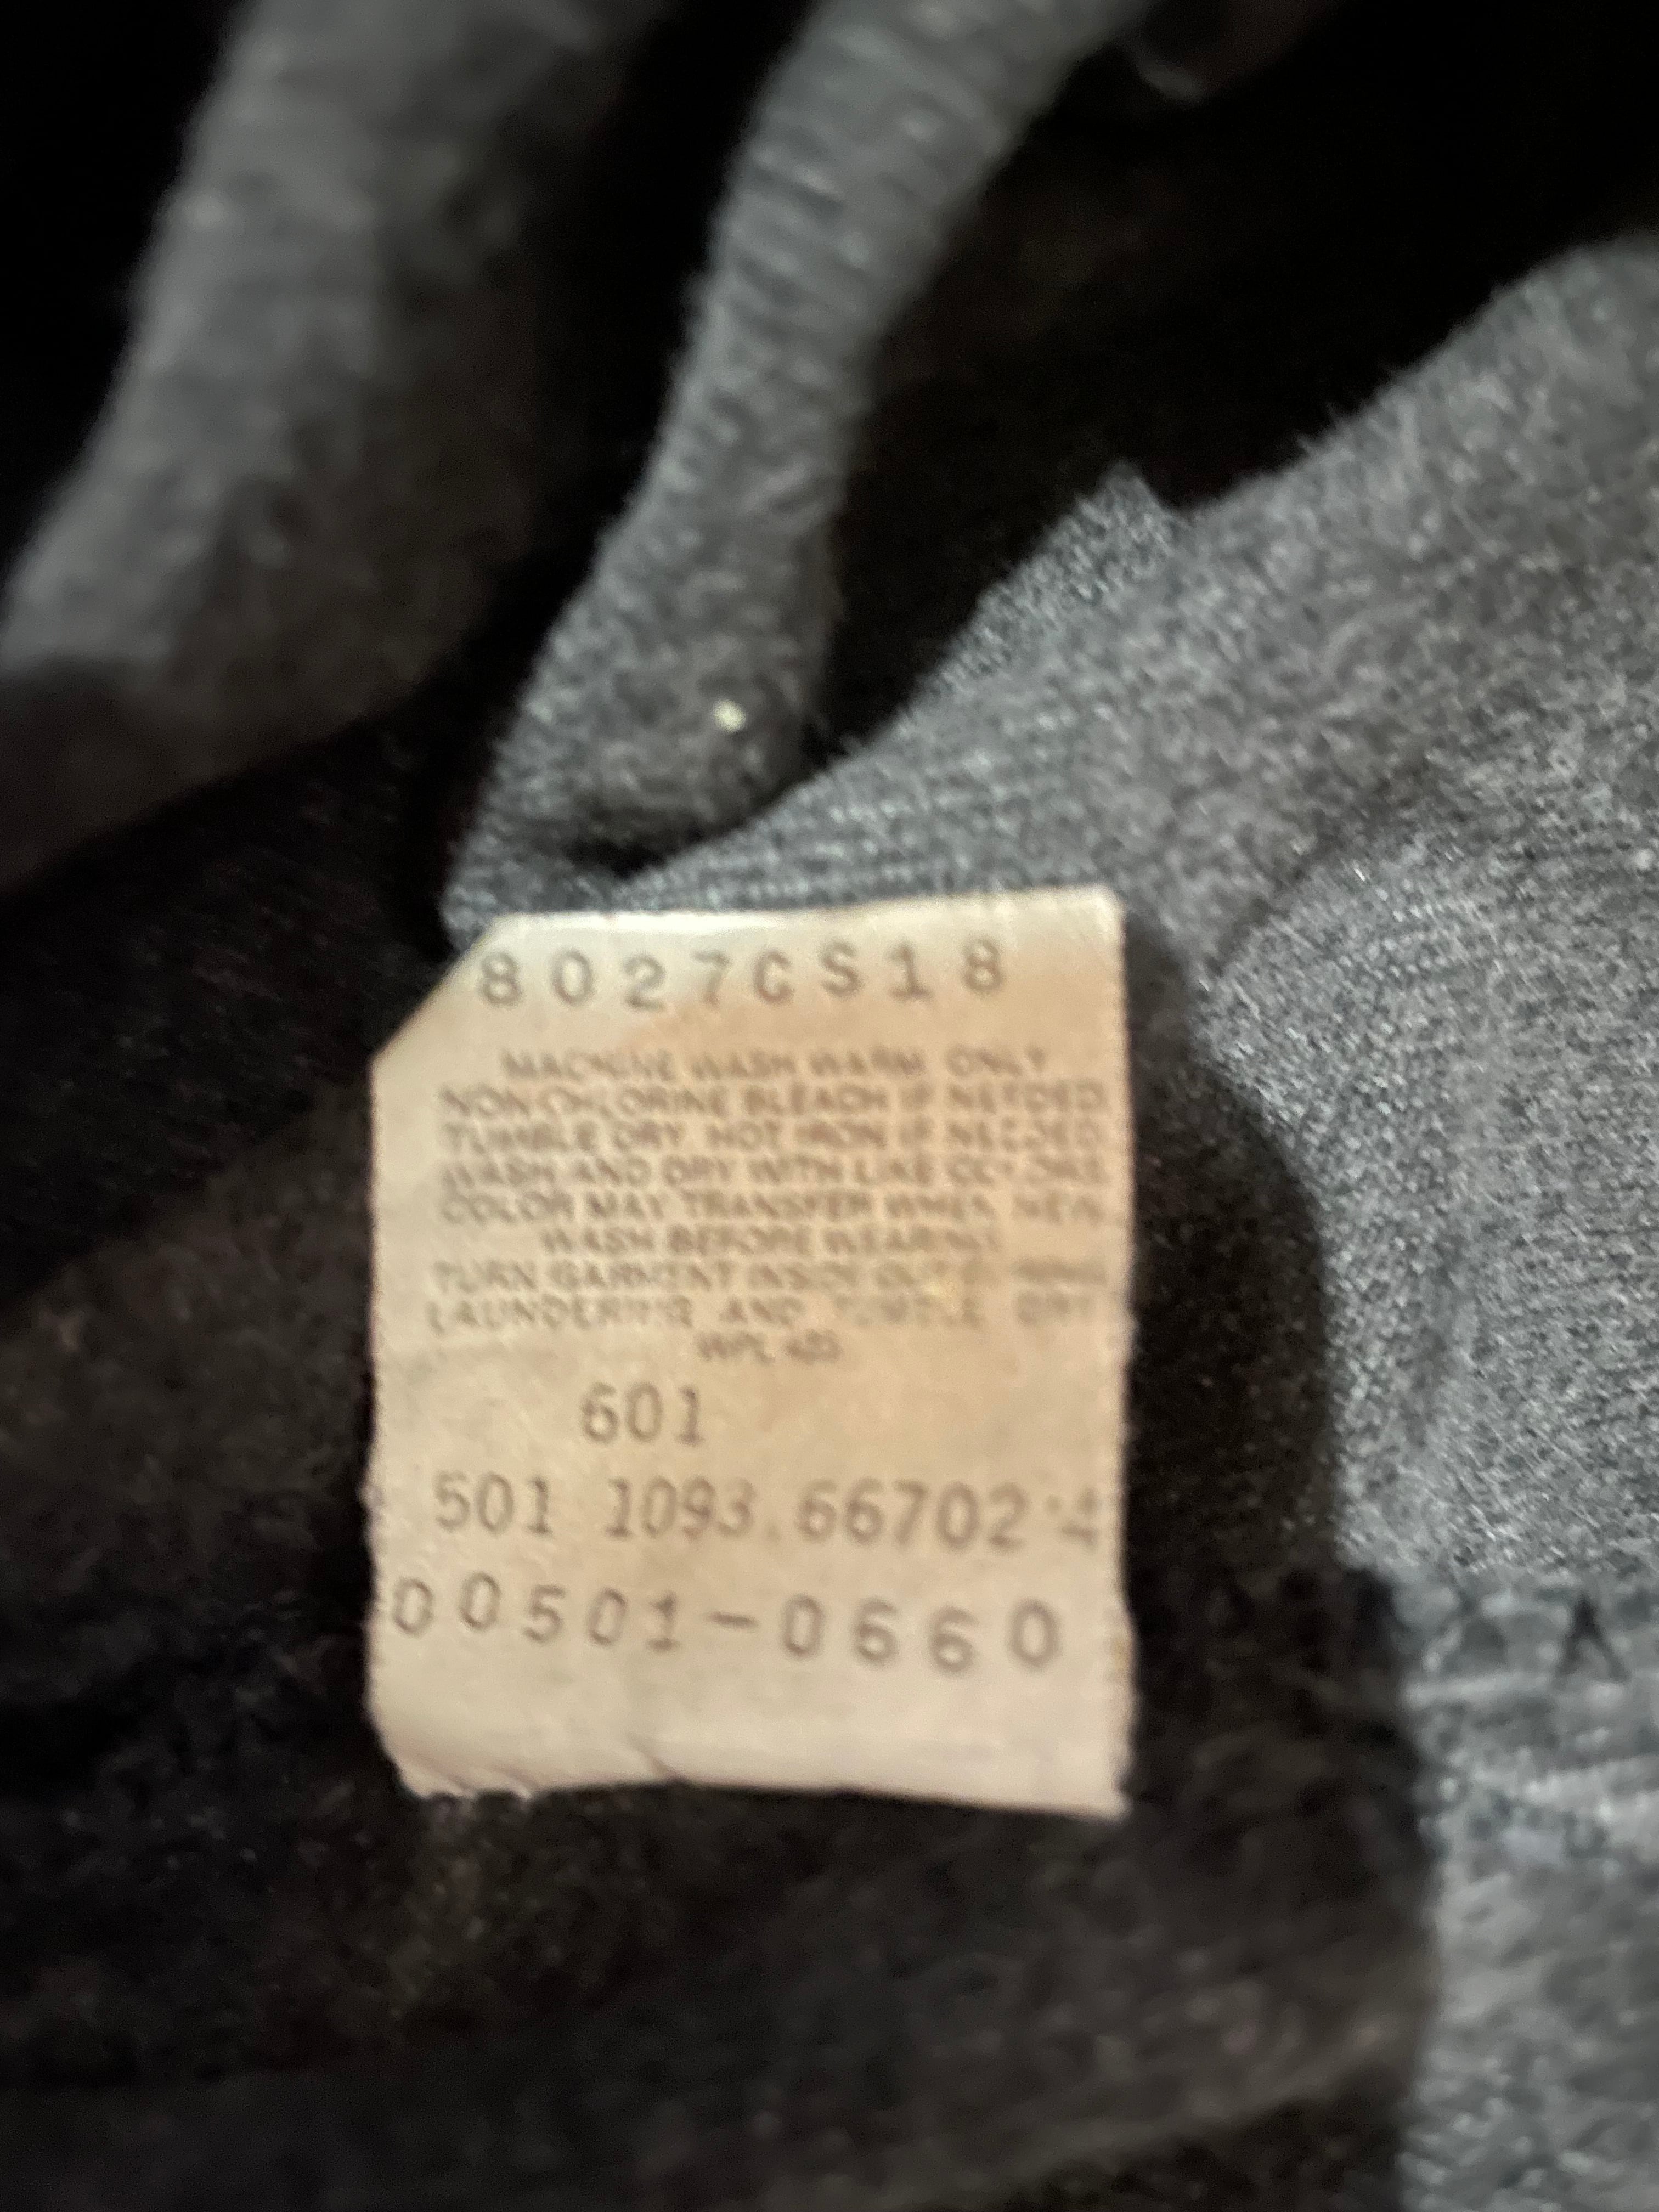 8027CS18
MACHINE WASH WARM ONLY
NON-CHLORINE BLEACH IF NEEDED
TUMBLE DRY. HOT IRON IF NEEDED
WASH AND DRY WITH LIKE COLORS
COLOR MAY TRANSFER WHEN NEW
WASH BEFORE WEARING
TURN GARMENT INSIDE OUT
LAUNDERING AND TUMBLE DRY
WPL 423
601
501 1093 66702
00501-0660